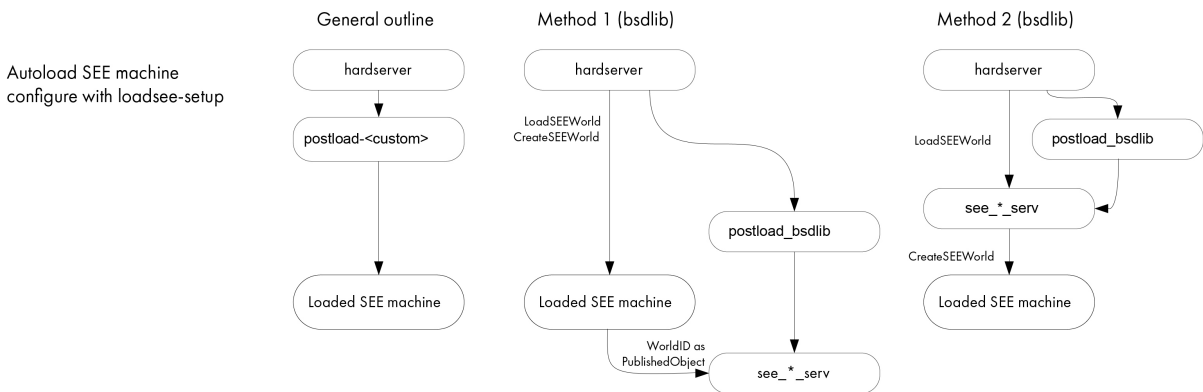 General outline
Method 1 (bsdlib)
Method 2 (bsdlib)
Autoload SEE machine
configure with loadsee-setup
hardserver
postload-<custom>
Loaded SEE machine
hardserver
LoadSEEWorld
CreateSEEWorld
postload_bsdlib
Loaded SEE machine
WorldID as
PublishedObject
see_*_serv
hardserver
LoadSEEWorld
postload_bsdlib
see_*_serv
CreateSEEWorld
Loaded SEE machine